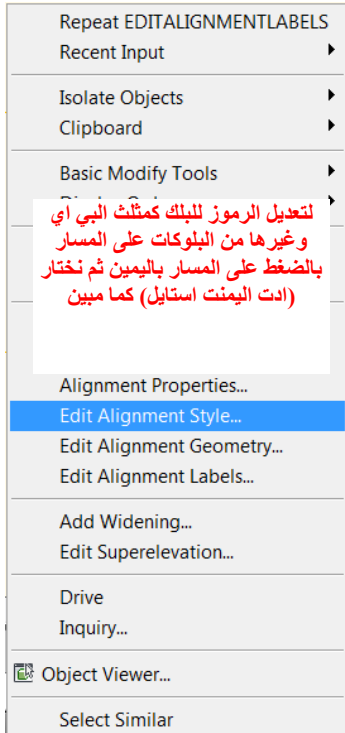 Repeat EDITALIGNMENTLABELS
Recent Input
Isolate Objects
Clipboard
Basic Modify Tools
لتعديل الرموز للبلك كمثلث البي اي
وغيرها من البلوكات على المسار
بالضغط على المسار باليمين ثم نختار
(ادت اليمنت استايل) كما مبين
Alignment Properties...
Edit Alignment Style...
Edit Alignment Geometry...
Edit Alignment Labels...
Add Widening...
Edit Superelevation...
Drive
Inquiry...
Object Viewer...
Select Similar